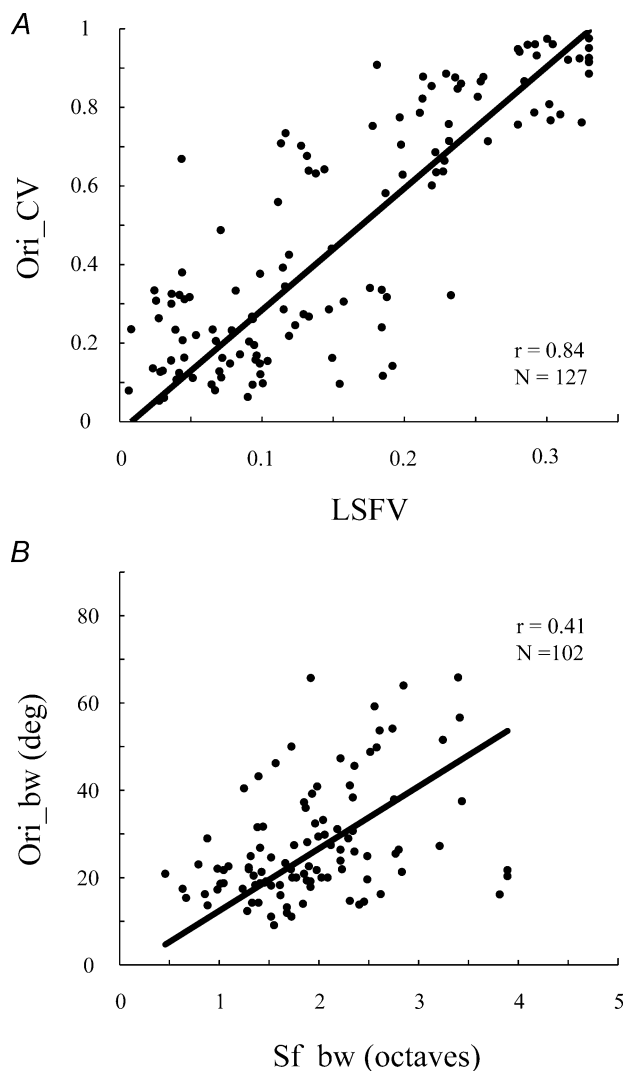 A
1
0.8
0.6
0.4
0.2
0
Ori_CV
r = 0.84
N = 127
0 0.1 0.2 0.3
LSFV
B
80
60
40
20
0
Ori_bw (deg)
r = 0.41
N =102
0 1 2 3 4 5
Sf_bw (octaves)